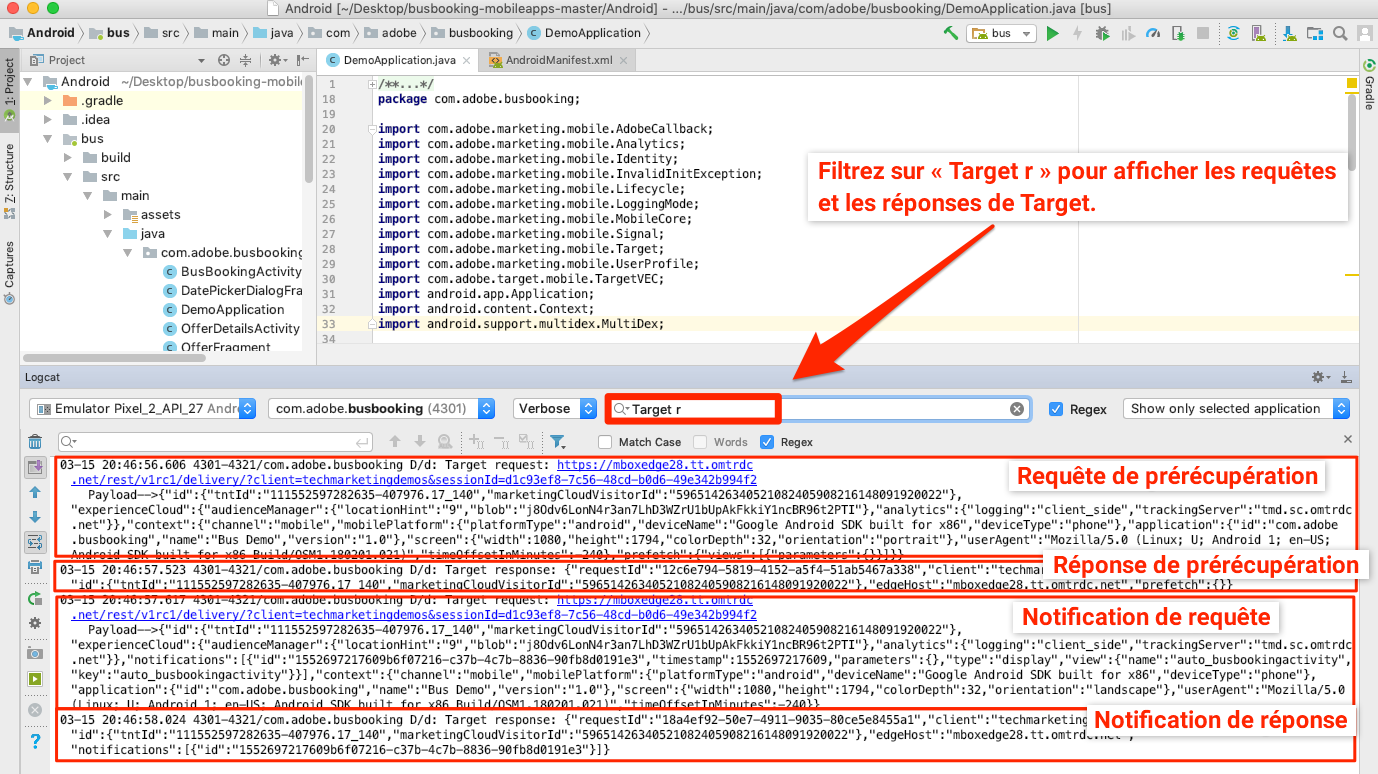 Android [~/Desktop/busbooking-mobileapps-master/Android] - .../bus/src/main/java/com/adobe/busbooking/DemoApplication.java [bus]
Android
bus
src
main
java
com
adobe
busbooking
DemoApplication
bus
1: Project
Z: Structure
Captures
Gradle
Project
DemoApplication.java
AndroidManifest.xml
Android ~/Desktop/busbooking-mobil
.gradle
.idea
bus
build
src
main
assets
java
com.adobe.busbooking
BusBookingActivity
DatePickerDialogFra
DemoApplication
OfferDetailsActivity
OfferFragment
1 /**...*/
18 package com.adobe.busbooking;
19
20 import com.adobe.marketing.mobile.AdobeCallback;
21 import com.adobe.marketing.mobile.Analytics;
22 import com.adobe.marketing.mobile.Identity;
23 import com.adobe.marketing.mobile.InvalidInitException;
24 import com.adobe.marketing.mobile.Lifecycle;
25 import com.adobe.marketing.mobile.LoggingMode;
26 import com.adobe.marketing.mobile.MobileCore;
27 import com.adobe.marketing.mobile.Signal;
28 import com.adobe.marketing.mobile.Target;
29 import com.adobe.marketing.mobile.UserProfile;
30 import com.adobe.target.mobile.TargetVEC;
31 import android.app.Application;
32 import android.content.Context;
33 import android.support.multidex.MultiDex;
34
Filtrez sur « Target r » pour afficher les requêtes
et les réponses de Target.
Logcat
Emulator Pixel_2_API_27 Andr
com.adobe.busbooking (4301)
Verbose
Target r
Regex
Show only selected application
Match Case
Words
Regex
03-15 20:46:56.606 4301-4321/com.adobe.busbooking D/d: Target request: https://mboxedge28.tt.omtrdc
.net/rest/v1rc1/delivery/?client=techmarketingdemos&sessionId=d1c93ef8-7c56-48cd-b0d6-49e342b994f2
Payload-->{"id":{"tntId":"111552597282635-407976.17_140","marketingCloudVisitorId":"59651426340521082405908216148091920022"},
"experienceCloud":{"audienceManager":{"locationHint":"9","blob":"j8Odv6LonN4r3an7LhD3WZrU1bUpAkFkkiY1ncBR96t2PTI"},"analytics":{"logging":"client_side","trackingServer":"tmd.sc.omtrdc
.net"}},"context":{"channel":"mobile","mobilePlatform":{"platformType":"android","deviceName":"Google Android SDK built for x86","deviceType":"phone"},"application":{"id":"com.adobe
.busbooking","name":"Bus Demo","version":"1.0"},"screen":{"width":1080,"height":1794,"colorDepth":32,"orientation":"portrait"},"userAgent":"Mozilla/5.0 (Linux; U; Android 1; en-US;
Android SDK built for x86 Build/OSM1.180201.021)","timeOffsetInMinutes":-240},"prefetch":{"views":[{"parameters":{}}]}}
Requête de prérécupération
03-15 20:46:57.523 4301-4321/com.adobe.busbooking D/d: Target response: {"requestId":"12c6e794-5819-4152-a5f4-51ab5467a338","client":"techmar
"id":{"tntId":"111552597282635-407976.17_140","marketingCloudVisitorId":"59651426340521082405908216148091920022"},"edgeHost":"mboxedge28.tt.omtrdc.net","prefetch":{}}
Réponse de prérécupération
03-15 20:46:57.617 4301-4321/com.adobe.busbooking D/d: Target request: https://mboxedge28.tt.omtrdc
.net/rest/v1rc1/delivery/?client=techmarketingdemos&sessionId=d1c93ef8-7c56-48cd-b0d6-49e342b994f2
Payload-->{"id":{"tntId":"111552597282635-407976.17_140","marketingCloudVisitorId":"59651426340521082405908216148091920022"},
"experienceCloud":{"audienceManager":{"locationHint":"9","blob":"j8Odv6LonN4r3an7LhD3WZrU1bUpAkFkkiY1ncBR96t2PTI"},"analytics":{"logging":"client_side","trackingServer":"tmd.sc.omtrdc
.net"}},"notifications":[{"id":"1552697217609b6f07216-c37b-4c7b-8836-90fb8d0191e3","timestamp":1552697217609,"parameters":{},"type":"display","view":{"name":"auto_busbookingactivity",
"key":"auto_busbookingactivity"}}],"context":{"channel":"mobile","mobilePlatform":{"platformType":"android","deviceName":"Google Android SDK built for x86","deviceType":"phone"},
"application":{"id":"com.adobe.busbooking","name":"Bus Demo","version":"1.0"},"screen":{"width":1080,"height":1794,"colorDepth":32,"orientation":"landscape"},"userAgent":"Mozilla/5.0
(Linux; U; Android 1; en-US; Android SDK built for x86 Build/OSM1.180201.021)","timeOffsetInMinutes":-240}}
Notification de requête
03-15 20:46:58.024 4301-4321/com.adobe.busbooking D/d: Target response: {"requestId":"18a4ef92-50e7-4911-9035-80ce5e8455a1","client":"techmarket
"id":{"tntId":"111552597282635-407976.17_140","marketingCloudVisitorId":"59651426340521082405908216148091920022"},"edgeHost":"mboxedge28.tt.omtrdc.net",
"notifications":[{"id":"1552697217609b6f07216-c37b-4c7b-8836-90fb8d0191e3"}]}
Notification de réponse